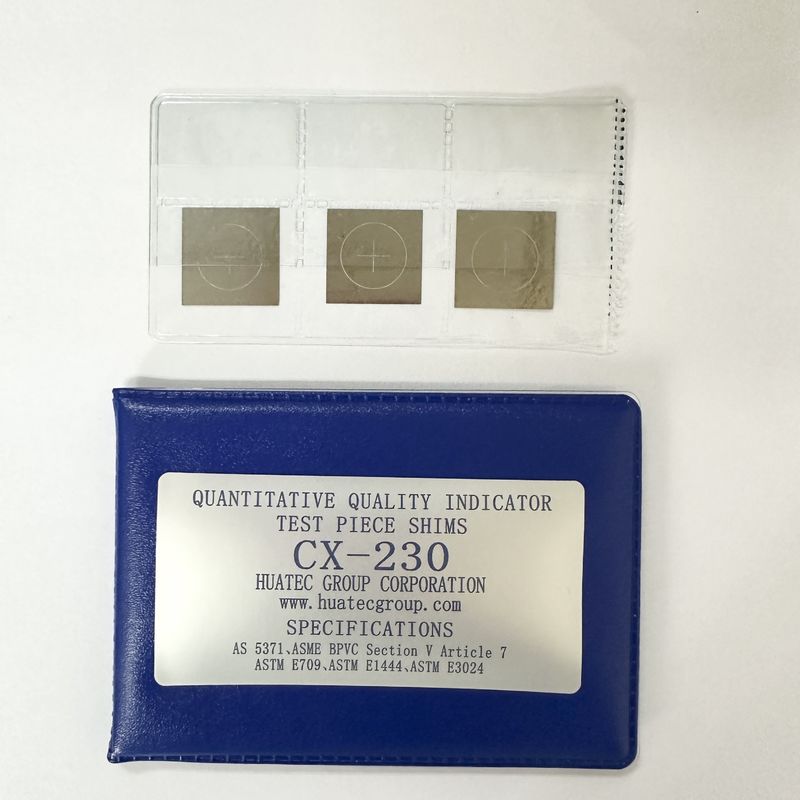 QUANTITATIVE QUALITY INDICATOR
TEST PIECE SHIMS
CX-230
HUATEC GROUP CORPORATION
www.huatecgroup.com
SPECIFICATIONS
AS 5371、ASME BPVC Section V Article 7
ASTM E709、ASTM E1444、ASTM E3024